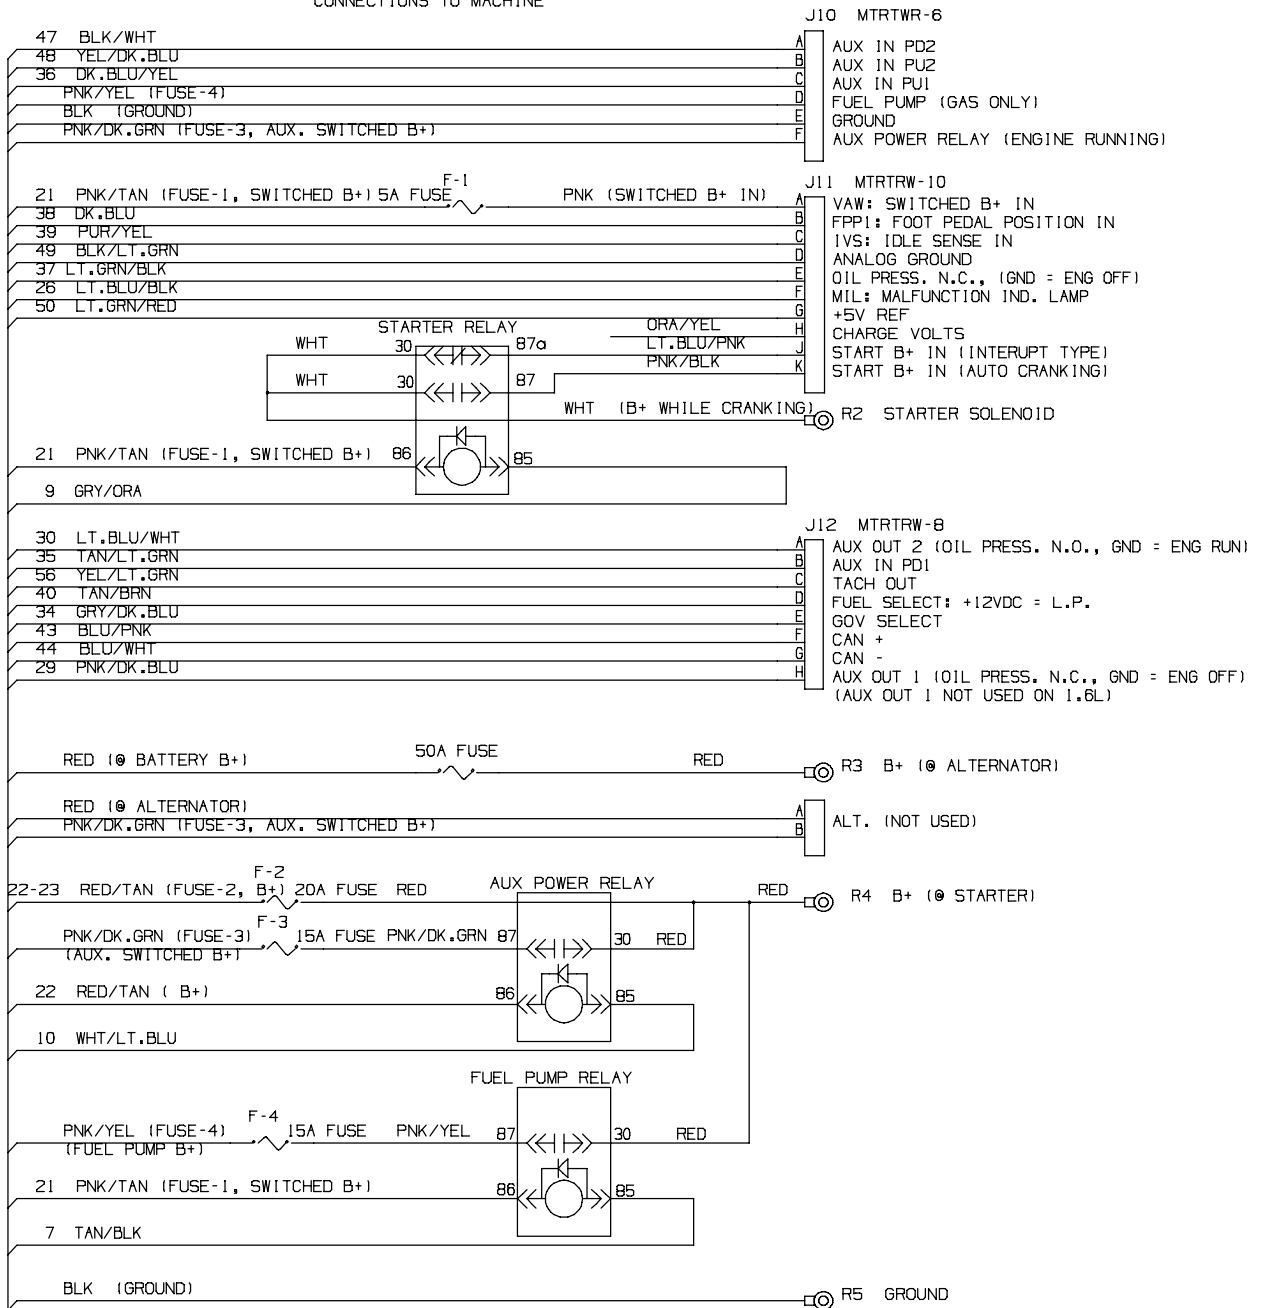 CONNECTIONS TO MACHINE
J10 MTRTWR-6
47 BLK/WHT A AUX IN PD2
48 YEL/DK.BLU B AUX IN PU2
36 DK.BLU/YEL C AUX IN PU1
PNK/YEL (FUSE-4) D FUEL PUMP (GAS ONLY)
BLK (GROUND) E GROUND
PNK/DK.GRN (FUSE-3, AUX. SWITCHED B+) F AUX POWER RELAY (ENGINE RUNNING)
F-1
J11 MTRTRW-10
21 PNK/TAN (FUSE-1, SWITCHED B+) 5A FUSE PNK (SWITCHED B+ IN) A VAW: SWITCHED B+ IN
38 DK.BLU B FPP1: FOOT PEDAL POSITION IN
39 PUR/YEL C IVS: IDLE SENSE IN
49 BLK/LT.GRN D ANALOG GROUND
37 LT.GRN/BLK E OIL PRESS. N.C., (GND = ENG OFF)
26 LT.BLU/BLK F MIL: MALFUNCTION IND. LAMP
50 LT.GRN/RED G +5V REF
STARTER RELAY ORA/YEL H CHARGE VOLTS
WHT 30 87a LT.BLU/PNK J START B+ IN (INTERUPT TYPE)
PNK/BLK K START B+ IN (AUTO CRANKING)
WHT 30 87
WHT (B+ WHILE CRANKING) R2 STARTER SOLENOID
21 PNK/TAN (FUSE-1, SWITCHED B+) 86 85
9 GRY/ORA
J12 MTRTRW-8
30 LT.BLU/WHT A AUX OUT 2 (OIL PRESS. N.O., GND = ENG RUN)
35 TAN/LT.GRN B AUX IN PD1
56 YEL/LT.GRN C TACH OUT
40 TAN/BRN D FUEL SELECT: +12VDC = L.P.
34 GRY/DK.BLU E GOV SELECT
43 BLU/PNK F CAN +
44 BLU/WHT G CAN -
29 PNK/DK.BLU H AUX OUT 1 (OIL PRESS. N.C., GND = ENG OFF)
(AUX OUT 1 NOT USED ON 1.6L)
50A FUSE
RED (@ BATTERY B+) RED R3 B+ (@ ALTERNATOR)
RED (@ ALTERNATOR) A
PNK/DK.GRN (FUSE-3, AUX. SWITCHED B+) B ALT. (NOT USED)
F-2
22-23 RED/TAN (FUSE-2, B+) 20A FUSE RED AUX POWER RELAY RED R4 B+ (@ STARTER)
F-3
PNK/DK.GRN (FUSE-3) 15A FUSE PNK/DK.GRN 87 30 RED
(AUX. SWITCHED B+)
22 RED/TAN ( B+) 86 85
10 WHT/LT.BLU
FUEL PUMP RELAY
F-4
PNK/YEL (FUSE-4) 15A FUSE PNK/YEL 87 30 RED
(FUEL PUMP B+)
21 PNK/TAN (FUSE-1, SWITCHED B+) 86 85
7 TAN/BLK
BLK (GROUND) R5 GROUND